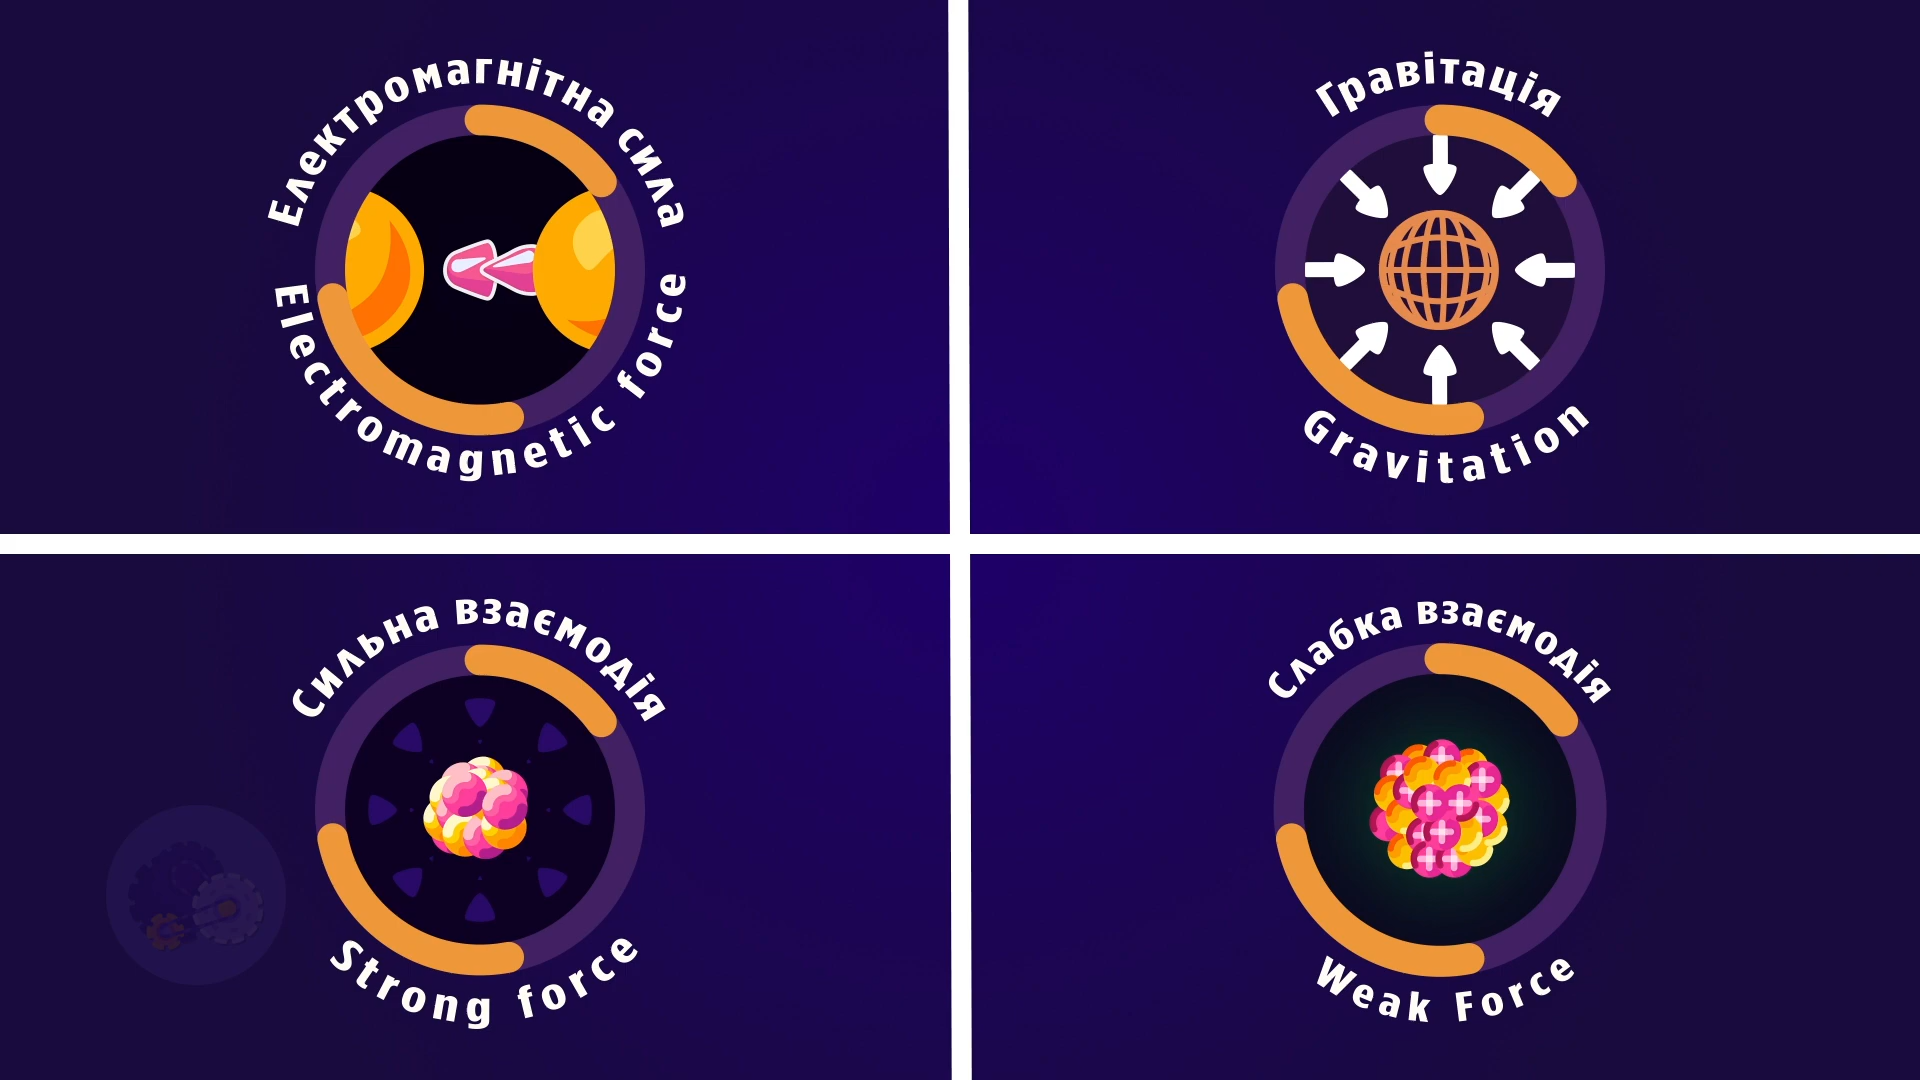 Електромагнітна сила
Electromagnetic force
Гравітація
Gravitation
Сильна взаємодія
Strong force
Слабка взаємодія
Weak Force